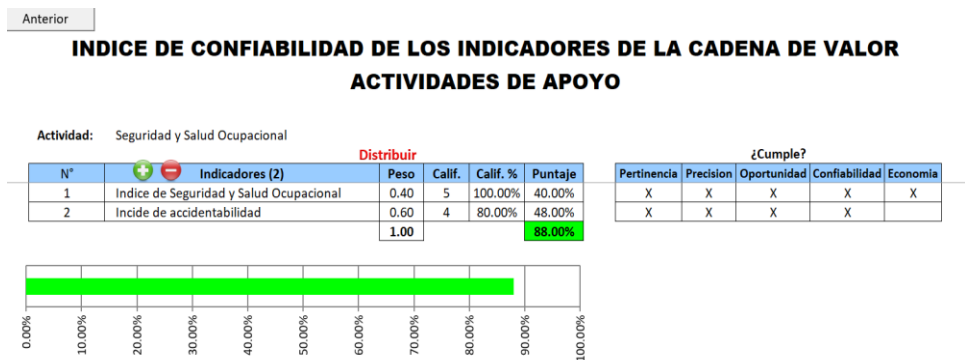 Anterior
INDICE DE CONFIABILIDAD DE LOS INDICADORES DE LA CADENA DE VALOR
ACTIVIDADES DE APOYO
Actividad: Seguridad y Salud Ocupacional
Distribuir ¿Cumple?
N° Indicadores (2) Peso Calif. Calif. % Puntaje Pertinencia Precision Oportunidad Confiabilidad Economia
1 Indice de Seguridad y Salud Ocupacional 0.40 5 100.00% 40.00% X X X X X
2 Incide de accidentabilidad 0.60 4 80.00% 48.00% X X X X
1.00 88.00%
0.00% 10.00% 20.00% 30.00% 40.00% 50.00% 60.00% 70.00% 80.00% 90.00% 100.00%